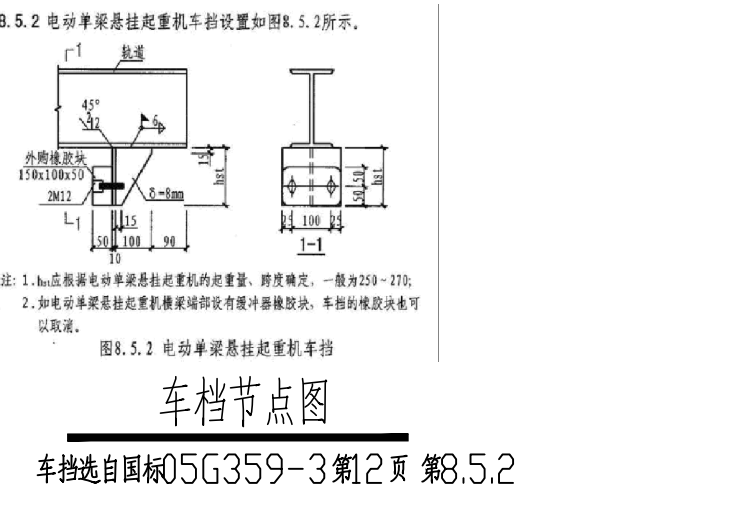 8.5.2 电动单梁悬挂起重机车挡设置如图8.5.2所示。
1
轨道
45°
2
12
6
外购橡胶块
150x100x50
2M12
δ=8mm
15
hst
1
15
50 100 90
10
50 50
hst
25 100 25
1-1
注: 1.hst应根据电动单梁悬挂起重机的起重量、跨度确定, 一般为250~270;
2.如电动单梁悬挂起重机横梁端部设有缓冲器橡胶块, 车挡的橡胶块也可
以取消。
图8.5.2 电动单梁悬挂起重机车挡
车档节点图
车挡选自国标05G359-3第12页 第8.5.2